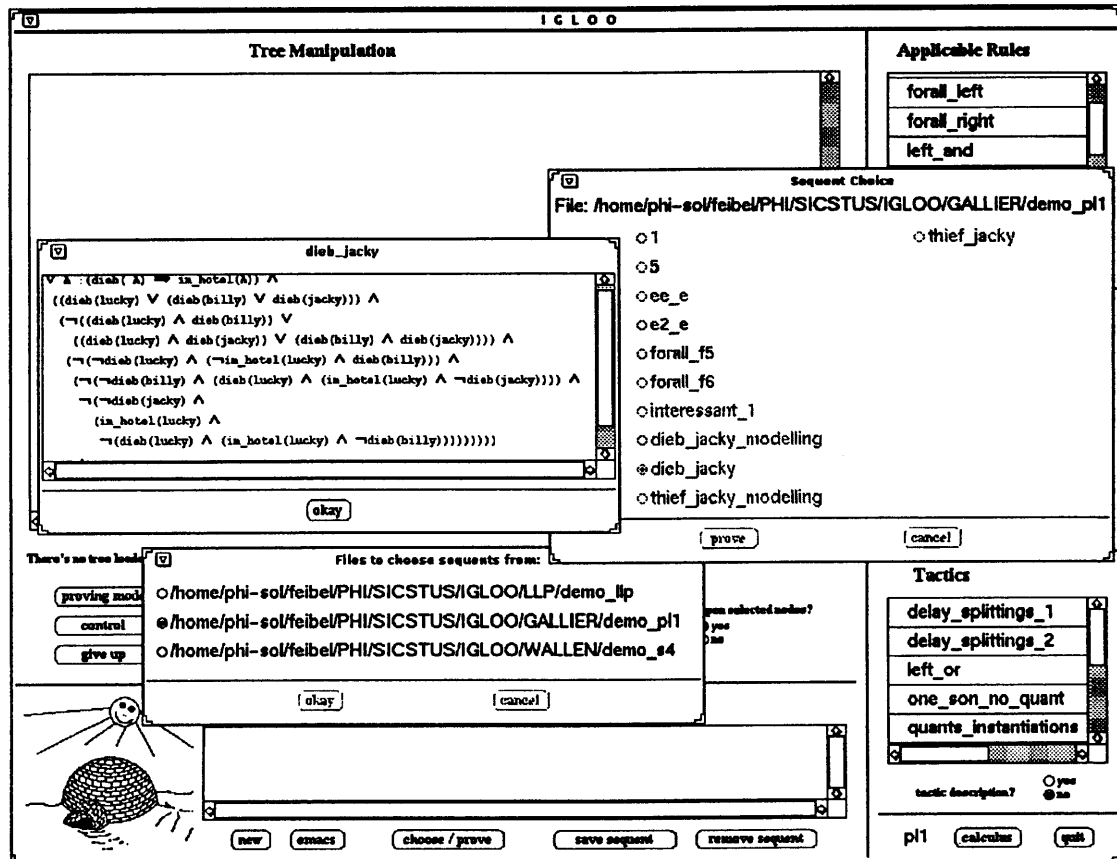 IGLOO
Tree Manipulation
Applicable Rules
forall_left
forall_right
left_and
Sequent Choice
File: /home/phi-sol/feibel/PHI/SICSTUS/IGLOO/GALLIER/demo_pl1
1
thief_jacky
5
ee_e
e2_e
forall_f5
forall_f6
interessant_1
dieb_jacky_modelling
dieb_jacky
thief_jacky_modelling
prove
cancel
dieb_jacky
∀ A :(dieb( A) ⇒ in_hotel(A)) ∧
((dieb(lucky) ∨ (dieb(billy) ∨ dieb(jacky))) ∧
(¬((dieb(lucky) ∧ dieb(billy)) ∨
((dieb(lucky) ∧ dieb(jacky)) ∨ (dieb(billy) ∧ dieb(jacky)))) ∧
(¬(¬dieb(lucky) ∧ (¬in_hotel(lucky) ∧ dieb(billy))) ∧
(¬(¬dieb(billy) ∧ (dieb(lucky) ∧ (in_hotel(lucky) ∧ ¬dieb(jacky)))) ∧
¬(¬dieb(jacky) ∧
(in_hotel(lucky) ∧
¬(dieb(lucky) ∧ (in_hotel(lucky) ∧ ¬dieb(billy)))))))))
okay
There's no tree loade
proving mode
control
give up
Files to choose sequents from:
/home/phi-sol/feibel/PHI/SICSTUS/IGLOO/LLP/demo_llp
/home/phi-sol/feibel/PHI/SICSTUS/IGLOO/GALLIER/demo_pl1
/home/phi-sol/feibel/PHI/SICSTUS/IGLOO/WALLEN/demo_s4
okay
cancel
selected nodes?
yes
no
Tactics
delay_splittings_1
delay_splittings_2
left_or
one_son_no_quant
quants_instantiations
tactic description?
yes
no
new
emacs
choose / prove
save sequent
remove sequent
pl1
calculus
quit